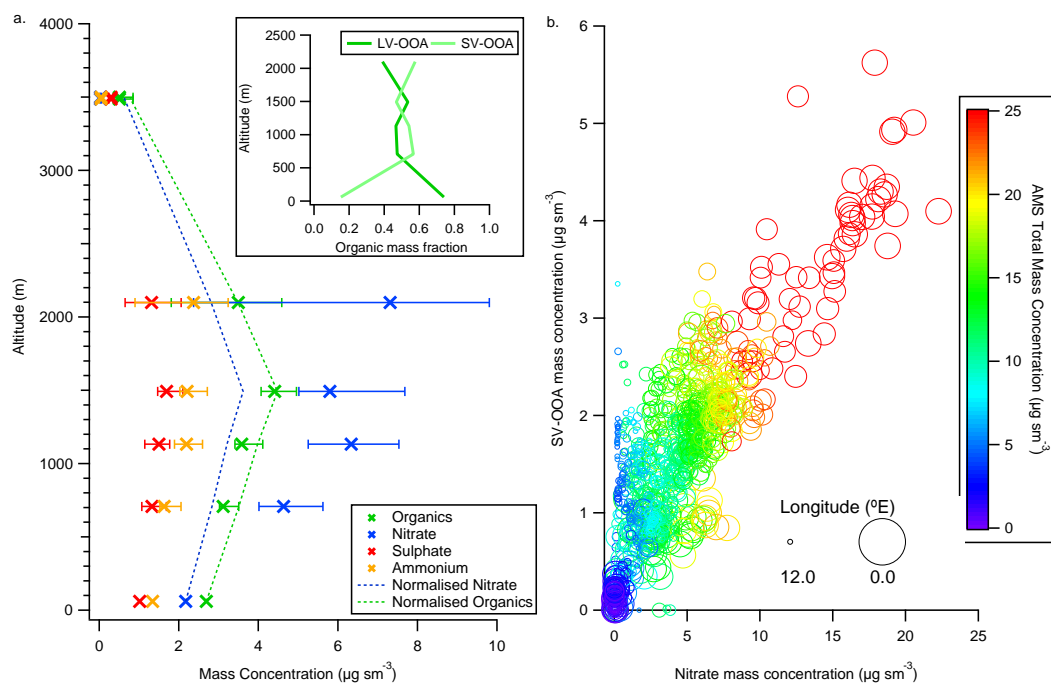 a.
4000
3000
2000
1000
0
Altitude (m)
0
2
4
6
8
10
Mass Concentration (µg sm-3)
2500
2000
1500
1000
500
0
Altitude (m)
LV-OOA
SV-OOA
0.0
0.2
0.4
0.6
0.8
1.0
Organic mass fraction
Organics
Nitrate
Sulphate
Ammonium
Normalised Nitrate
Normalised Organics
b.
6
5
4
3
2
1
0
SV-OOA mass concentration (µg sm-3)
0
5
10
15
20
25
Nitrate mass concentration (µg sm-3)
Longitude (ºE)
12.0
0.0
25
20
15
10
5
0
AMS Total Mass Concentration (µg sm-3)